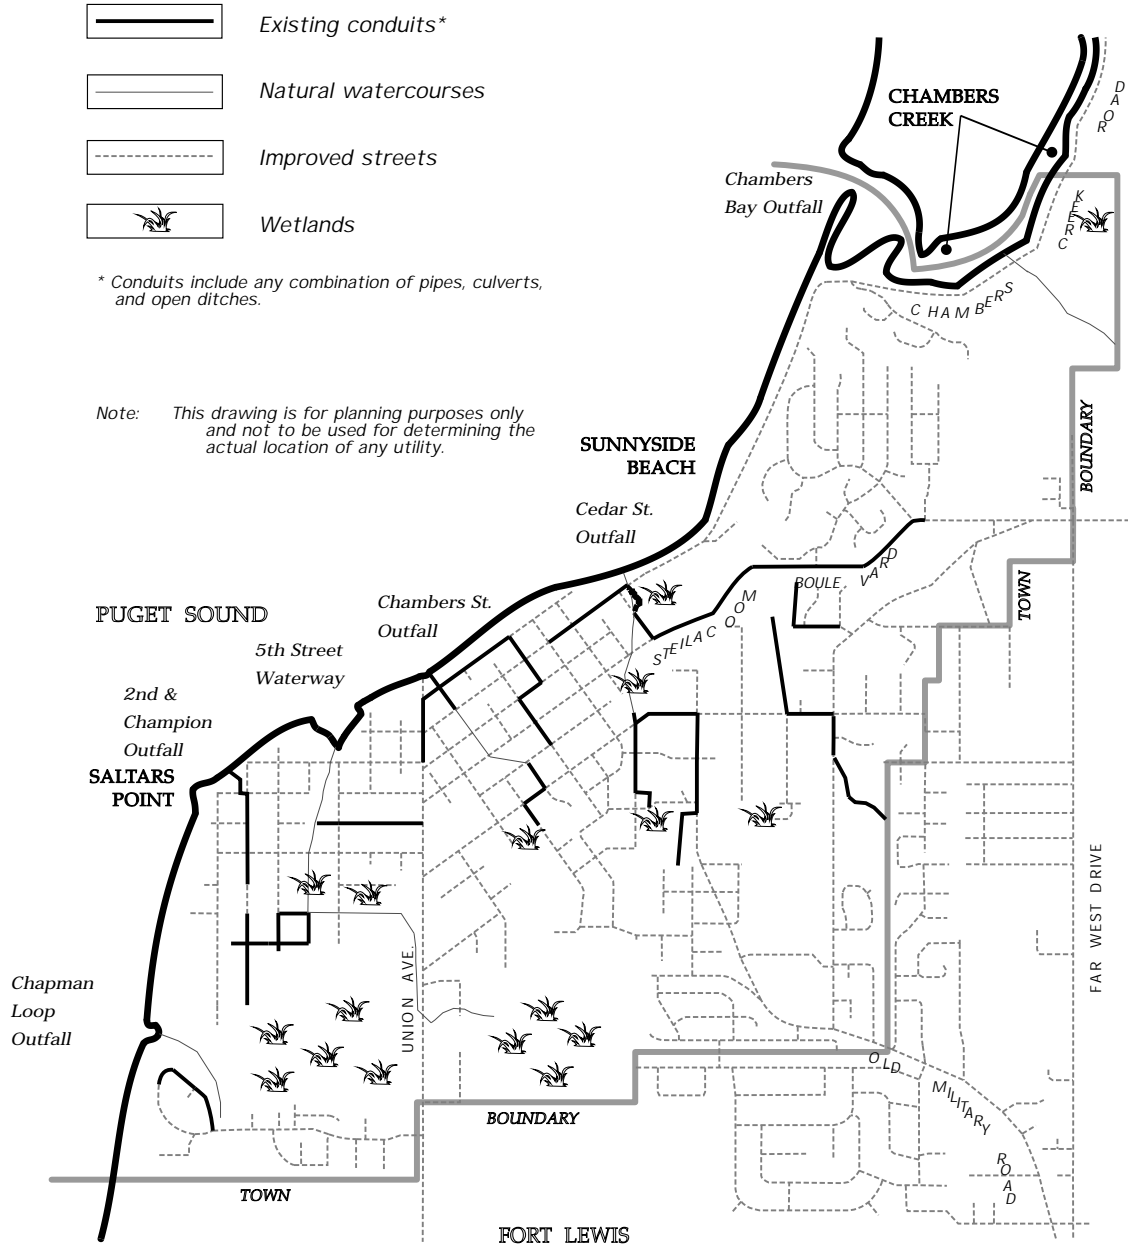 Existing conduits*
Natural watercourses
Improved streets
Wetlands
* Conduits include any combination of pipes, culverts,
and open ditches.
Note: This drawing is for planning purposes only
and not to be used for determining the
actual location of any utility.
CHAMBERS
CREEK
Chambers
Bay Outfall
CHAMBERS
CREEK
ROAD
SUNNYSIDE
BEACH
BOUNDARY
TOWN
Cedar St.
Outfall
STEILACOOM
BOULEVARD
PUGET SOUND
Chambers St.
Outfall
5th Street
Waterway
2nd &
Champion
Outfall
SALTARS
POINT
FAR WEST DRIVE
UNION AVE.
Chapman
Loop
Outfall
OLD
MILITARY
ROAD
BOUNDARY
TOWN
FORT LEWIS